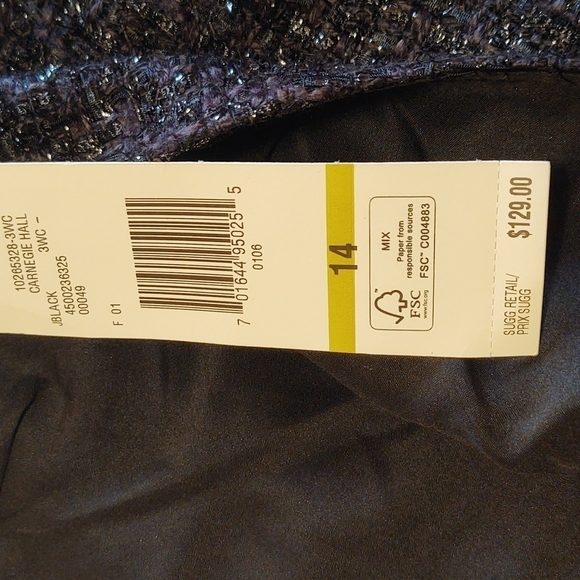 10265328-3WC
CARNEGIE HALL
3WC -
JBLACK
4500236325
00049
F 01
7 01644 95025 5
0106
14
FSC
www.fsc.org
MIX
Paper from
responsible sources
FSC™ C004883
SUGG RETAIL/
PRIX SUGG
$129.00